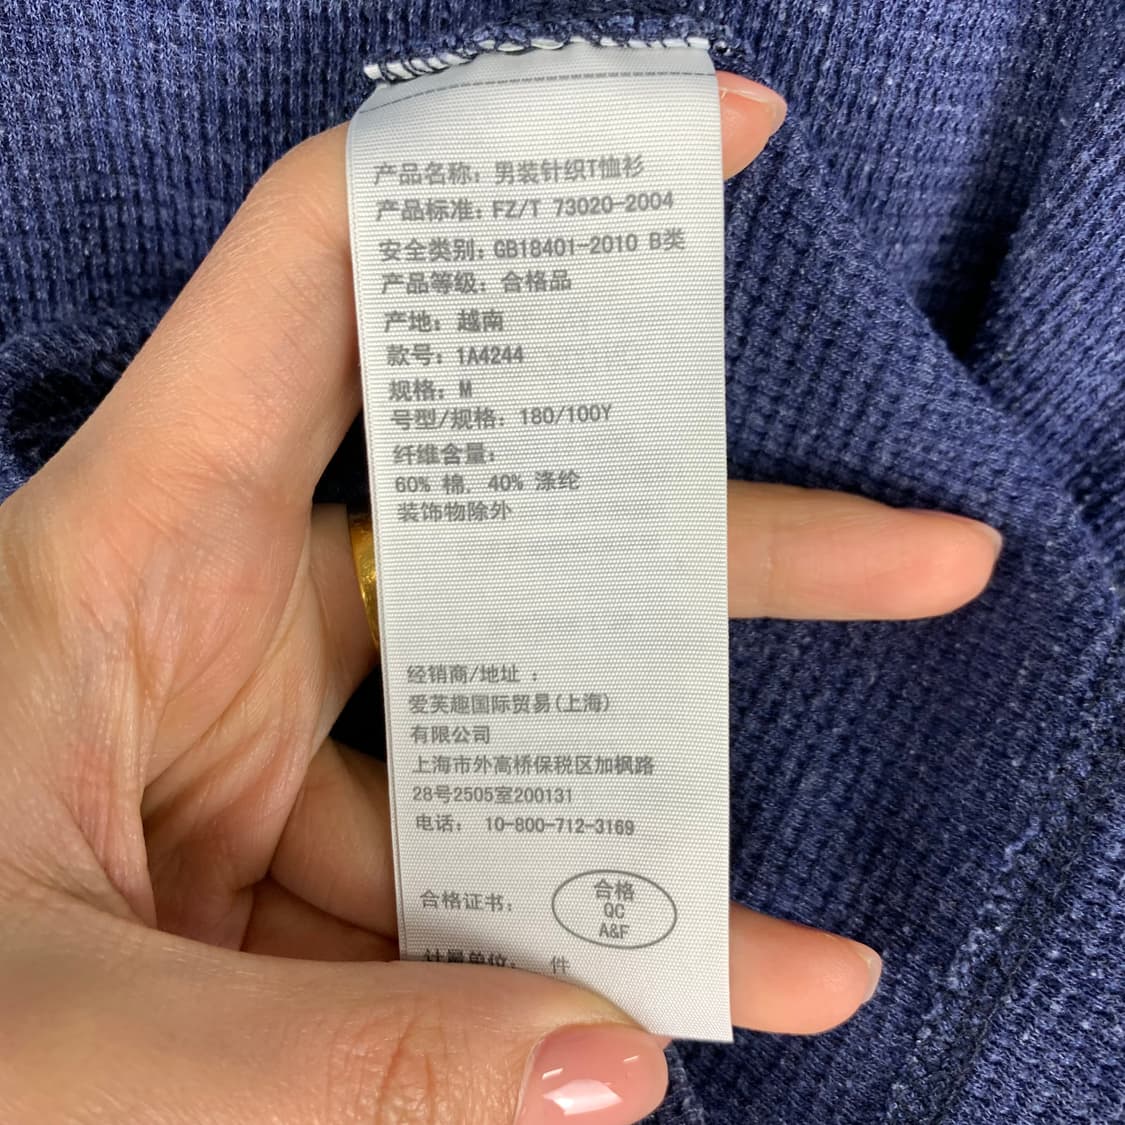 产品名称：男装针织T恤衫
产品标准：FZ/T 73020-2004
安全类别：GB18401-2010 B类
产品等级：合格品
产地：越南
款号：1A4244
规格：M
号型/规格：180/100Y
纤维含量：
60% 棉, 40% 涤纶
装饰物除外
经销商/地址：
爱芙趣国际贸易(上海)
有限公司
上海市外高桥保税区加枫路
28号2505室200131
电话： 10-800-712-3169
合格证书：
合格
QC
A&F
计量单位： 件